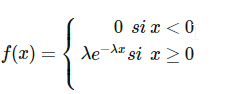 f(x) = { 0 si x < 0
λe^{-λx} si x ≥ 0